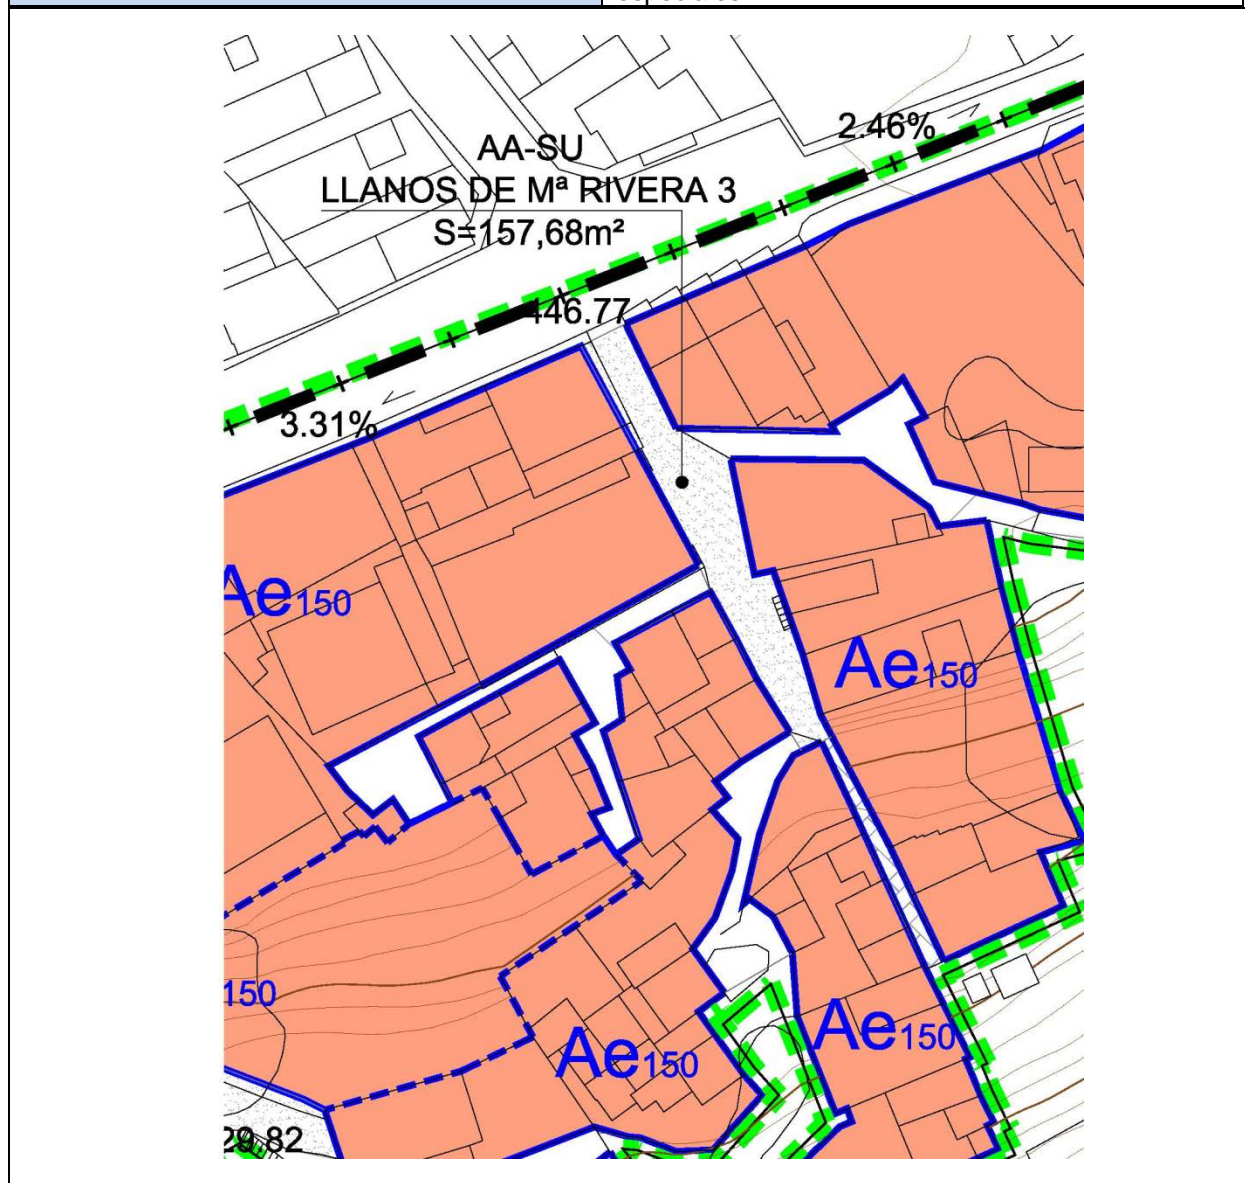 2.46%
AA-SU
LLANOS DE Mª RIVERA 3
S=157,68m²
446.77
3.31%
Ae150
Ae150
150
Ae150
Ae150
29.82